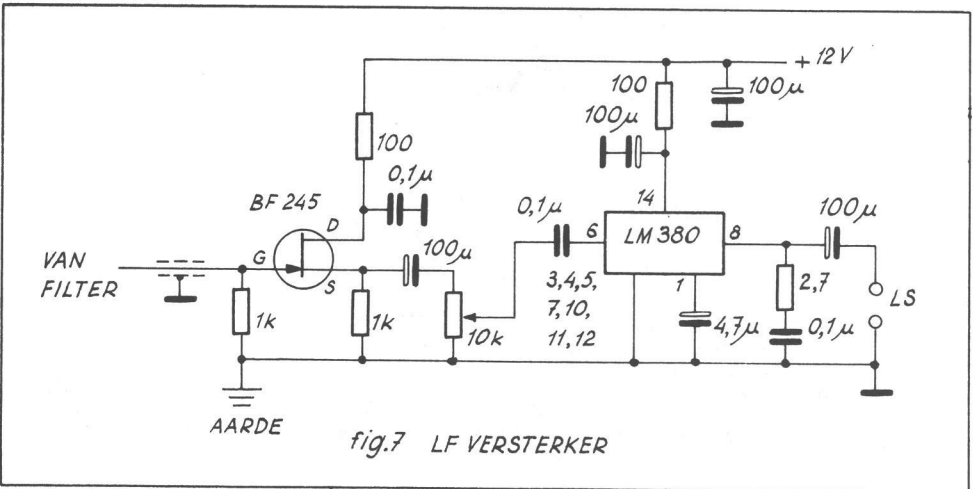 + 12V
100
100µ
100µ
100
0,1µ
BF 245
D
G
S
VAN
FILTER
1k
1k
100µ
10k
0,1µ
6
14
LM 380
8
1
3,4,5,
7,10,
11,12
4,7µ
100µ
2,7
0,1µ
LS
AARDE
fig.7 LF VERSTERKER